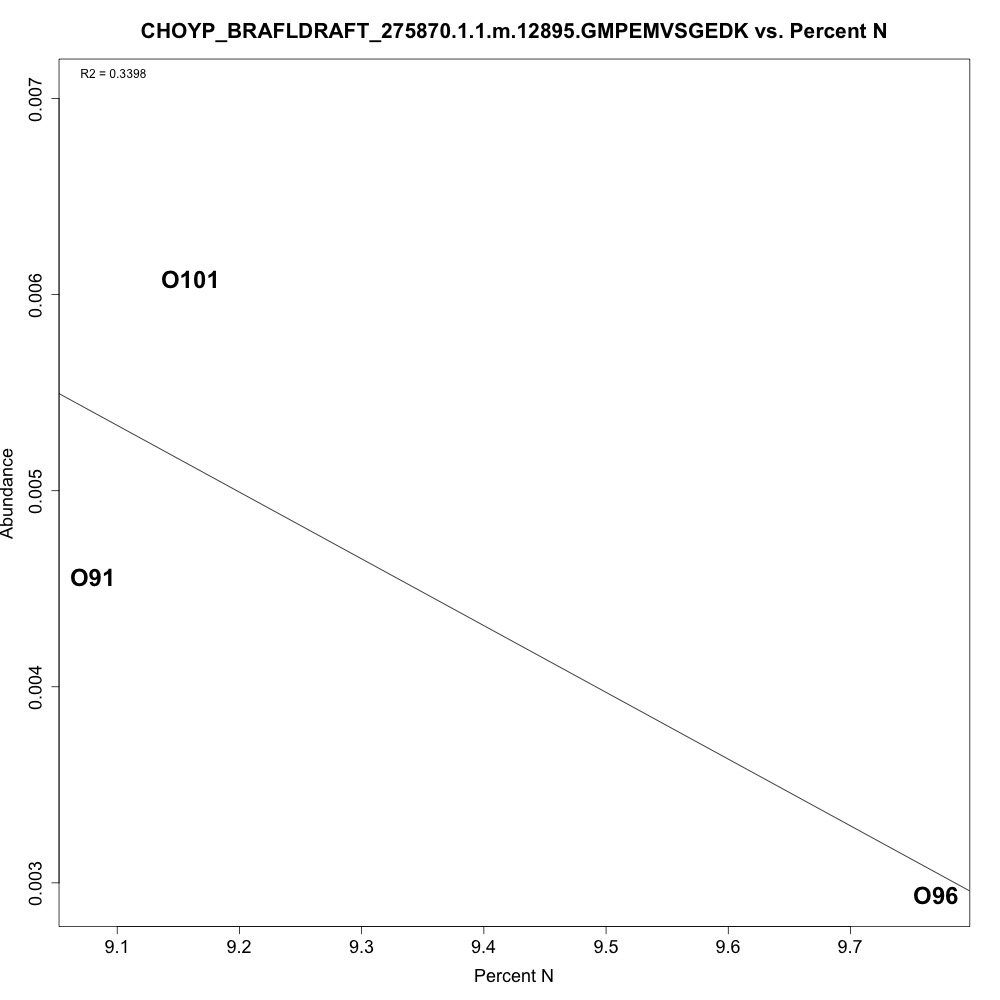 CHOYP_BRAFLDRAFT_275870.1.1.m.12895.GMPEMVSGEDK vs. Percent N
R2 = 0.3398
0.007
0.006
0.005
0.004
0.003
Abundance
O101
O91
O96
9.1 9.2 9.3 9.4 9.5 9.6 9.7
Percent N